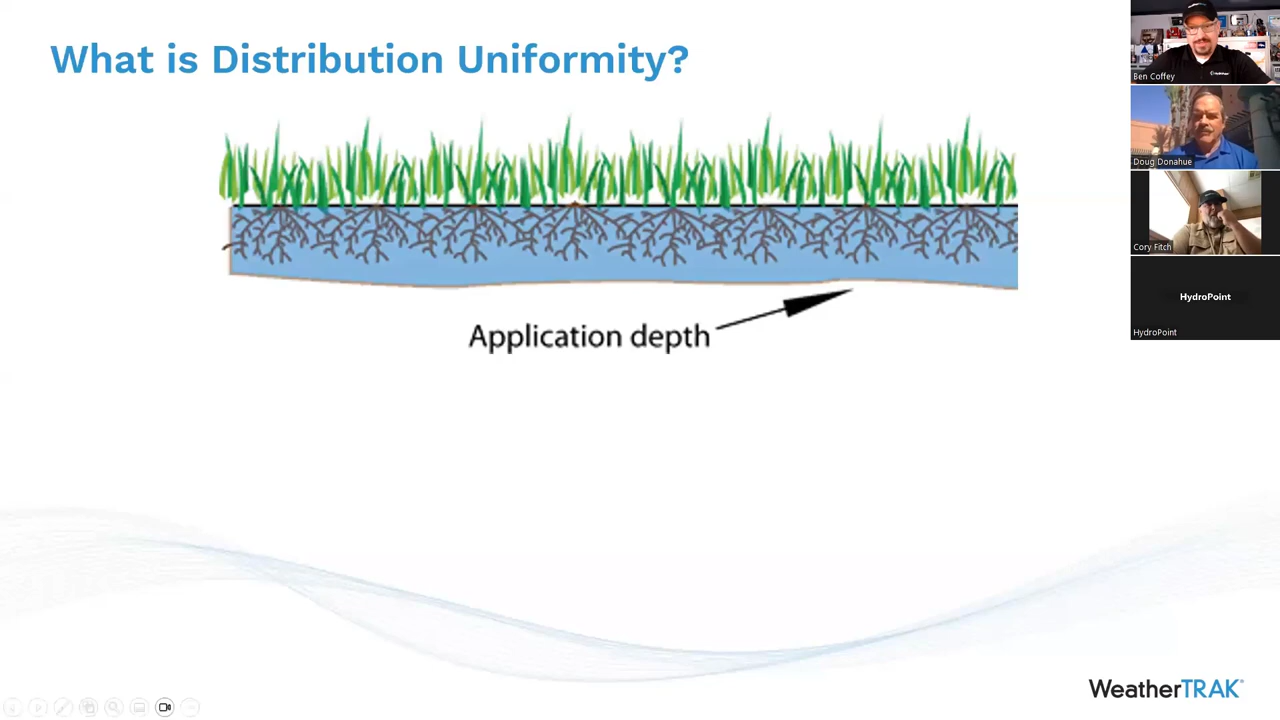 What is Distribution Uniformity?
Application depth
Ben Coffey
Doug Donahue
Cory Fitch
HydroPoint
HydroPoint
WeatherTRAK